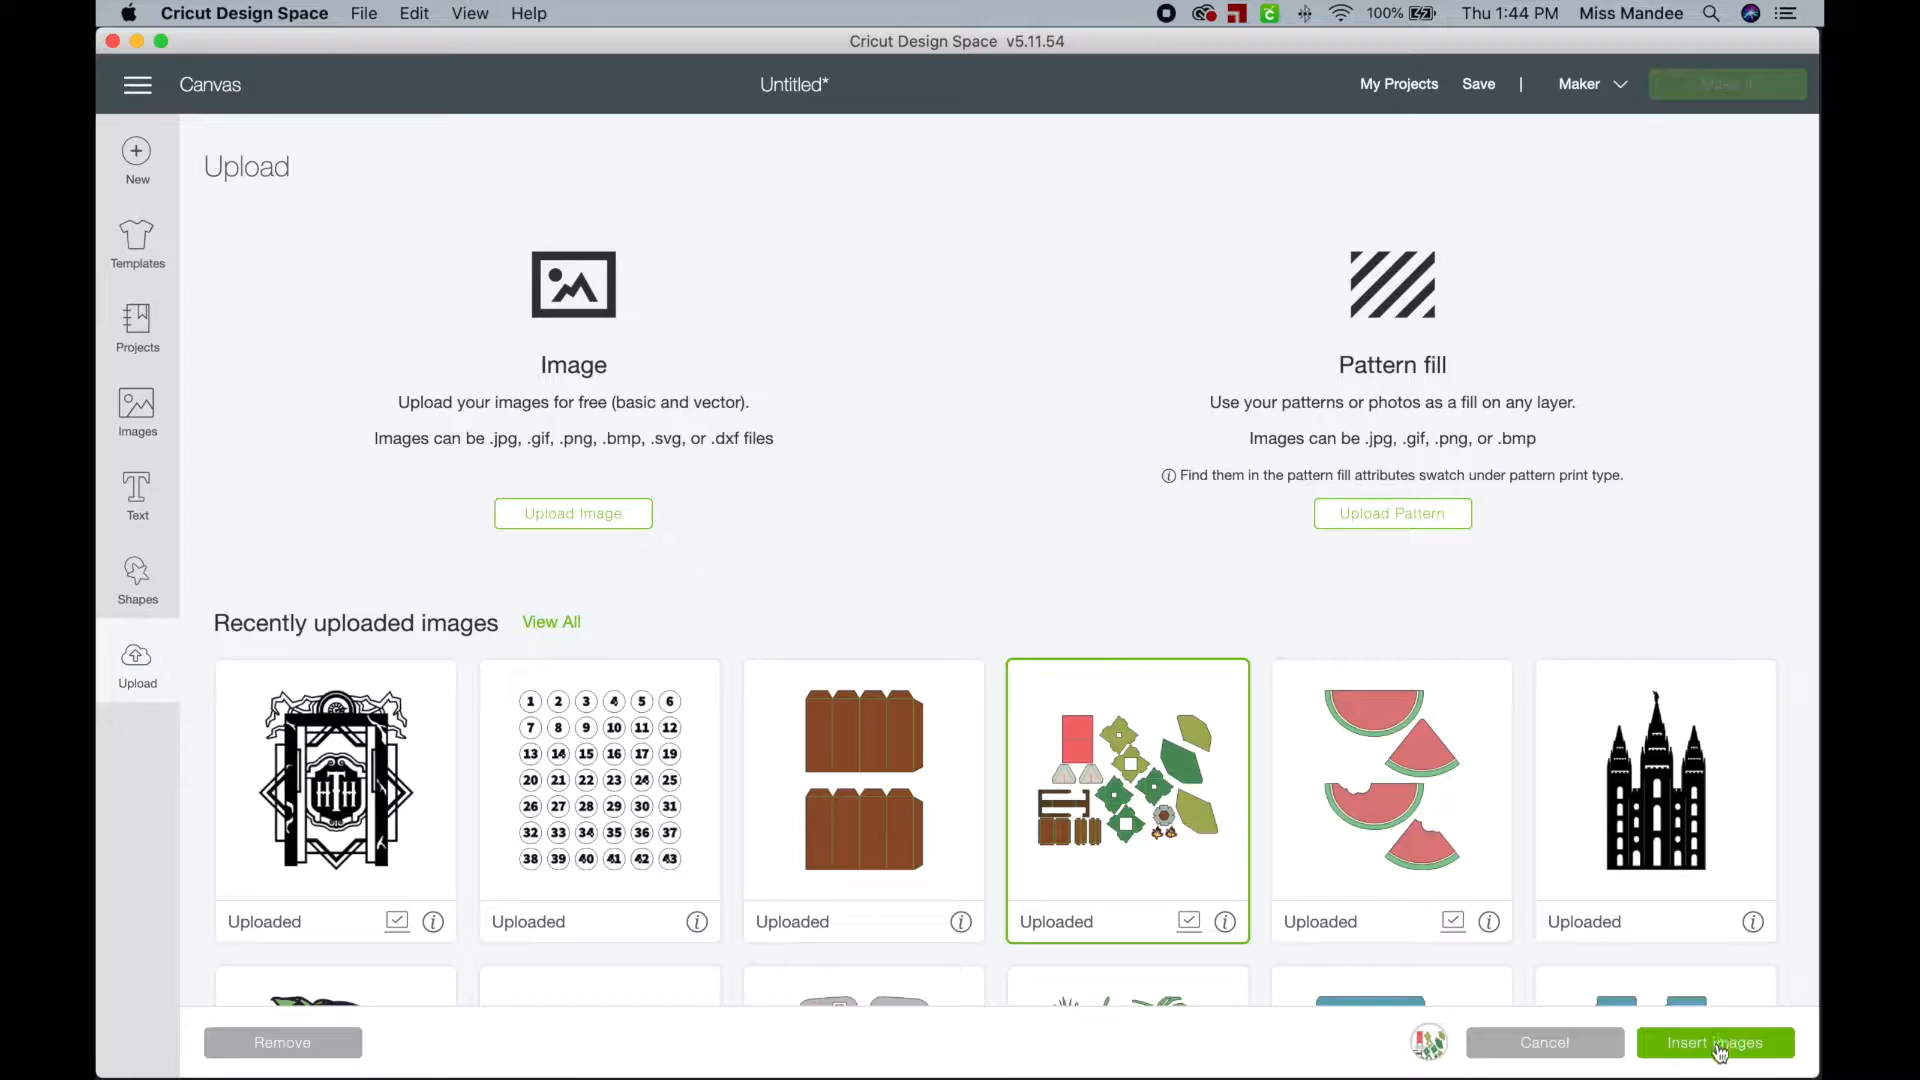 Cricut Design Space File Edit View Help 100% Thu 1:44 PM Miss Mandee
Cricut Design Space v5.11.54
Canvas Untitled* My Projects Save | Maker Make It
New
Templates
Projects
Images
Text
Shapes
Upload
Upload
Image
Upload your images for free (basic and vector).
Images can be .jpg, .gif, .png, .bmp, .svg, or .dxf files
Upload Image
Pattern fill
Use your patterns or photos as a fill on any layer.
Images can be .jpg, .gif, .png, or .bmp
Find them in the pattern fill attributes swatch under pattern print type.
Upload Pattern
Recently uploaded images View All
TH
1 2 3 4 5 6
7 8 9 10 11 12
13 14 15 16 17 19
20 21 22 23 24 25
26 27 28 29 30 31
32 33 34 35 36 37
38 39 40 41 42 43
Uploaded Uploaded Uploaded Uploaded Uploaded Uploaded
Remove Cancel Insert images